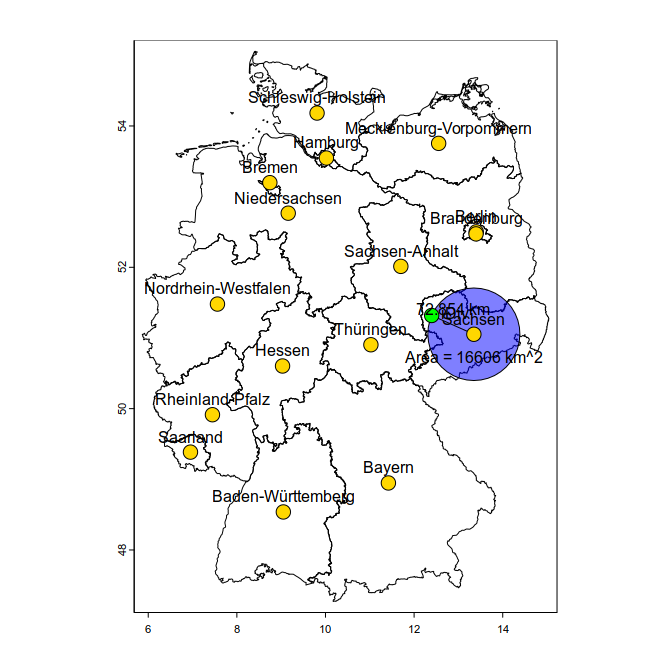 Schleswig-Holstein
Mecklenburg-Vorpommern
Hamburg
Bremen
Niedersachsen
Berlin
Brandenburg
Sachsen-Anhalt
Nordrhein-Westfalen
72.854 km
Sachsen
Thüringen
Hessen
Area = 16606 km^2
Rheinland-Pfalz
Saarland
Bayern
Baden-Württemberg
54
52
50
48
6 8 10 12 14